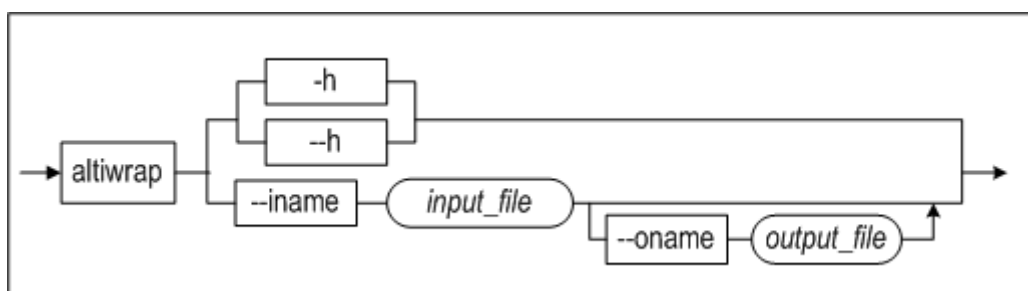 -h
--h
altiwrap
--iname
input_file
--oname
output_file